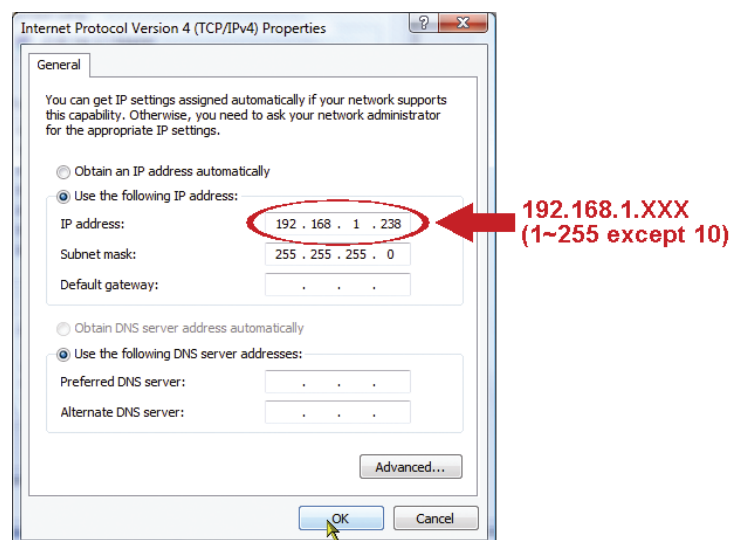 Internet Protocol Version 4 (TCP/IPv4) Properties
General
You can get IP settings assigned automatically if your network supports
this capability. Otherwise, you need to ask your network administrator
for the appropriate IP settings.
Obtain an IP address automatically
Use the following IP address:
IP address: 192 . 168 . 1 . 238
192.168.1.XXX
(1~255 except 10)
Subnet mask: 255 . 255 . 255 . 0
Default gateway: . . .
Obtain DNS server address automatically
Use the following DNS server addresses:
Preferred DNS server: . . .
Alternate DNS server: . . .
Advanced...
OK Cancel